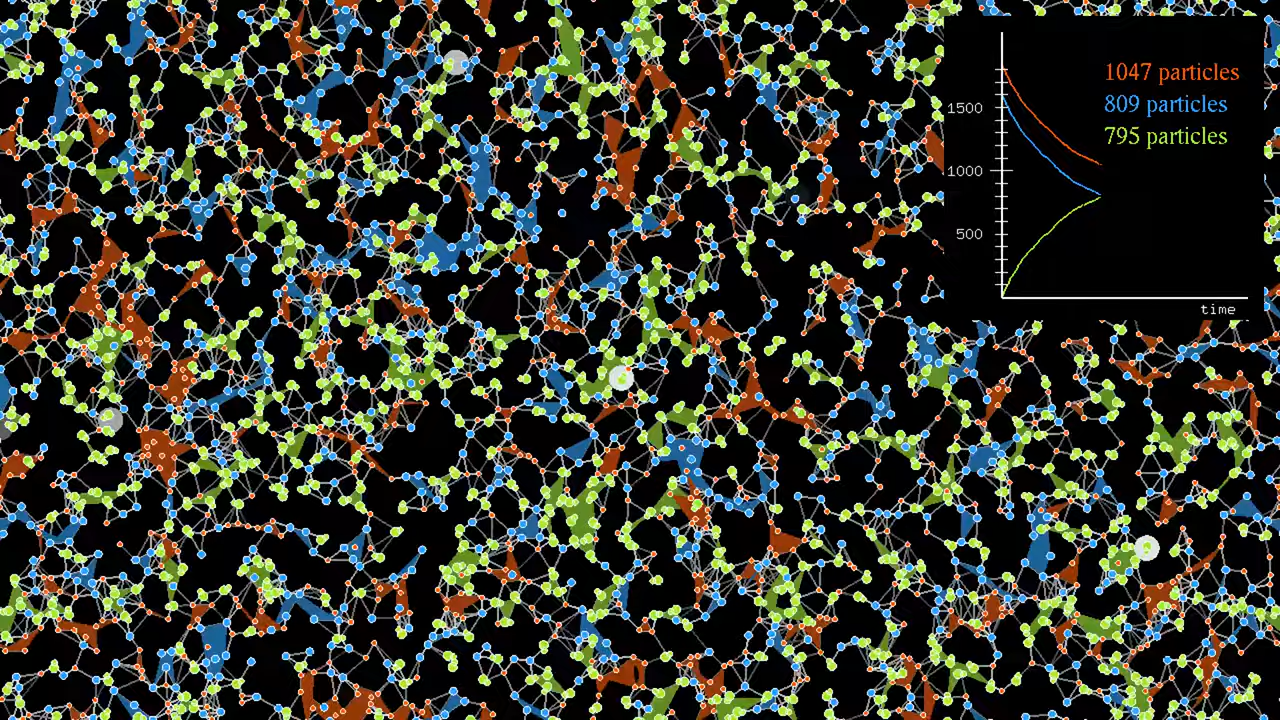 1047 particles
809 particles
795 particles
1500
1000
500
time